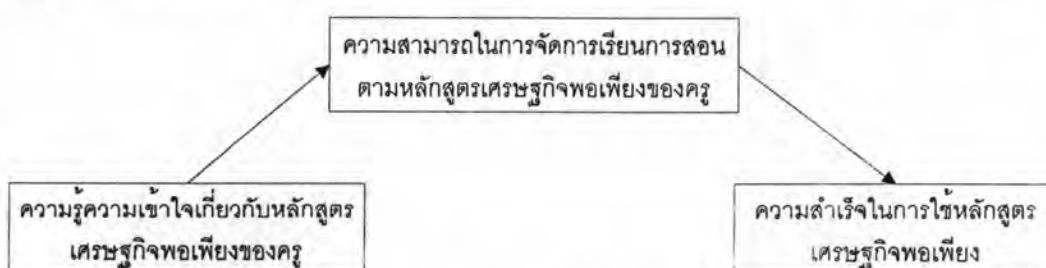 ความสามารถในการจัดการเรียนการสอน
ตามหลักสูตรเศรษฐกิจพอเพียงของครู
ความรู้ความเข้าใจเกี่ยวกับหลักสูตร
เศรษฐกิจพอเพียงของครู
ความสำเร็จในการใช้หลักสูตร
เศรษฐกิจพอเพียง